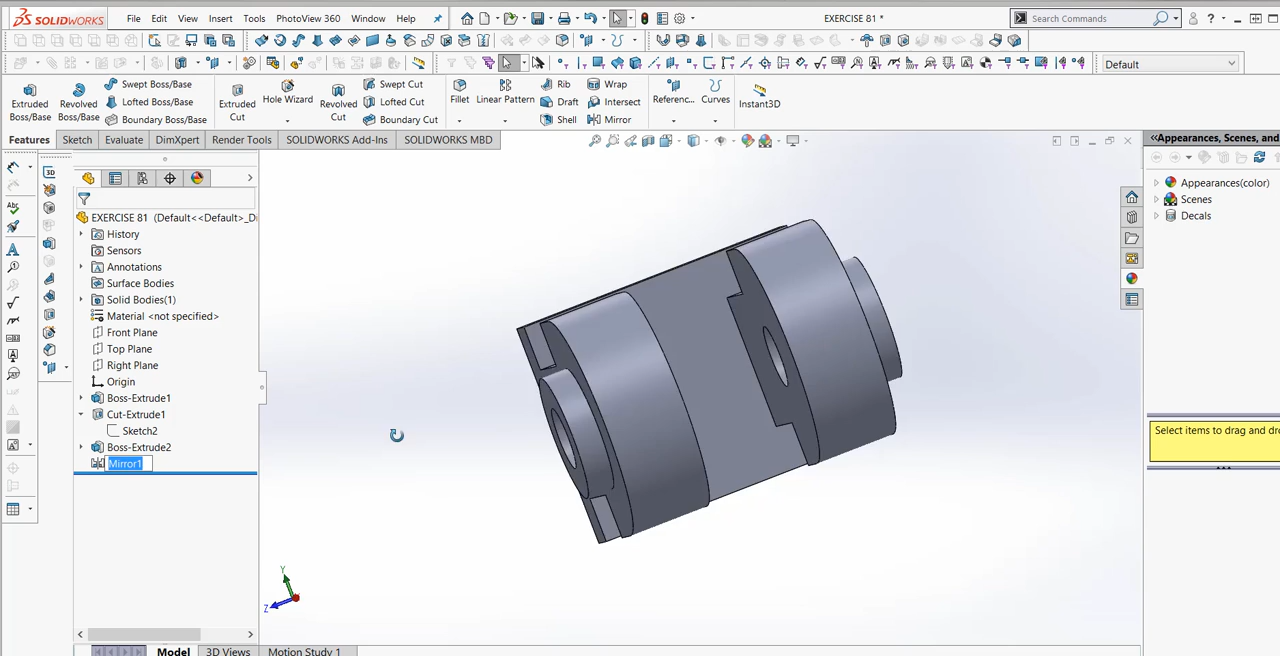 SOLIDWORKS File Edit View Insert Tools PhotoView 360 Window Help EXERCISE 81 * Search Commands
Default
Extruded Boss/Base
Revolved Boss/Base
Swept Boss/Base
Lofted Boss/Base
Boundary Boss/Base
Extruded Cut
Hole Wizard
Revolved Cut
Swept Cut
Lofted Cut
Boundary Cut
Fillet
Linear Pattern
Rib
Draft
Shell
Wrap
Intersect
Mirror
Referenc...
Curves
Instant3D
Features Sketch Evaluate DimXpert Render Tools SOLIDWORKS Add-Ins SOLIDWORKS MBD
<<Appearances, Scenes, and
EXERCISE 81 (Default<<Default>_Di
History
Sensors
Annotations
Surface Bodies
Solid Bodies(1)
Material <not specified>
Front Plane
Top Plane
Right Plane
Origin
Boss-Extrude1
Cut-Extrude1
Sketch2
Boss-Extrude2
Mirror1
Appearances(color)
Scenes
Decals
Select items to drag and dr
Y
Z
Model 3D Views Motion Study 1